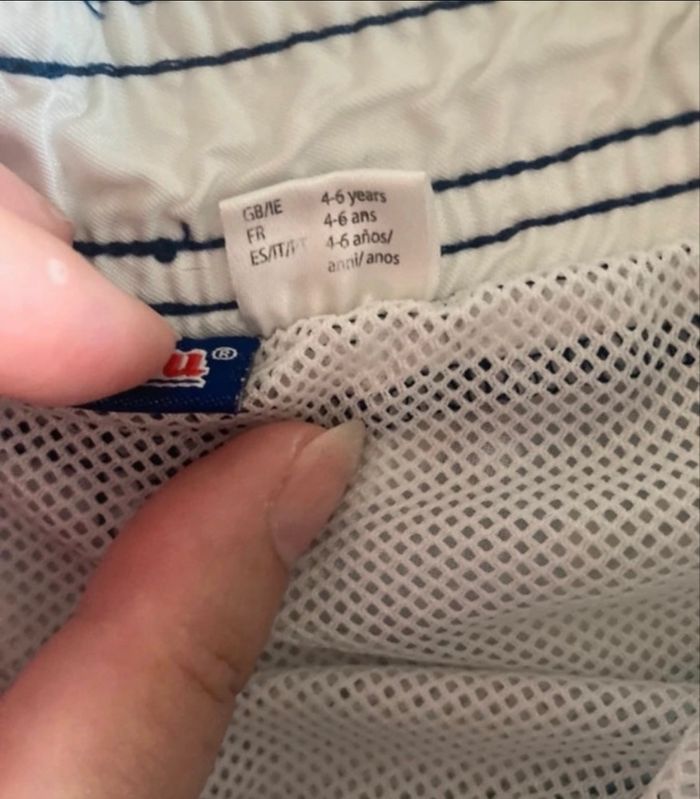 GB/IE 4-6 years
FR 4-6 ans
ES/IT/PT 4-6 años/
anni/anos
u®